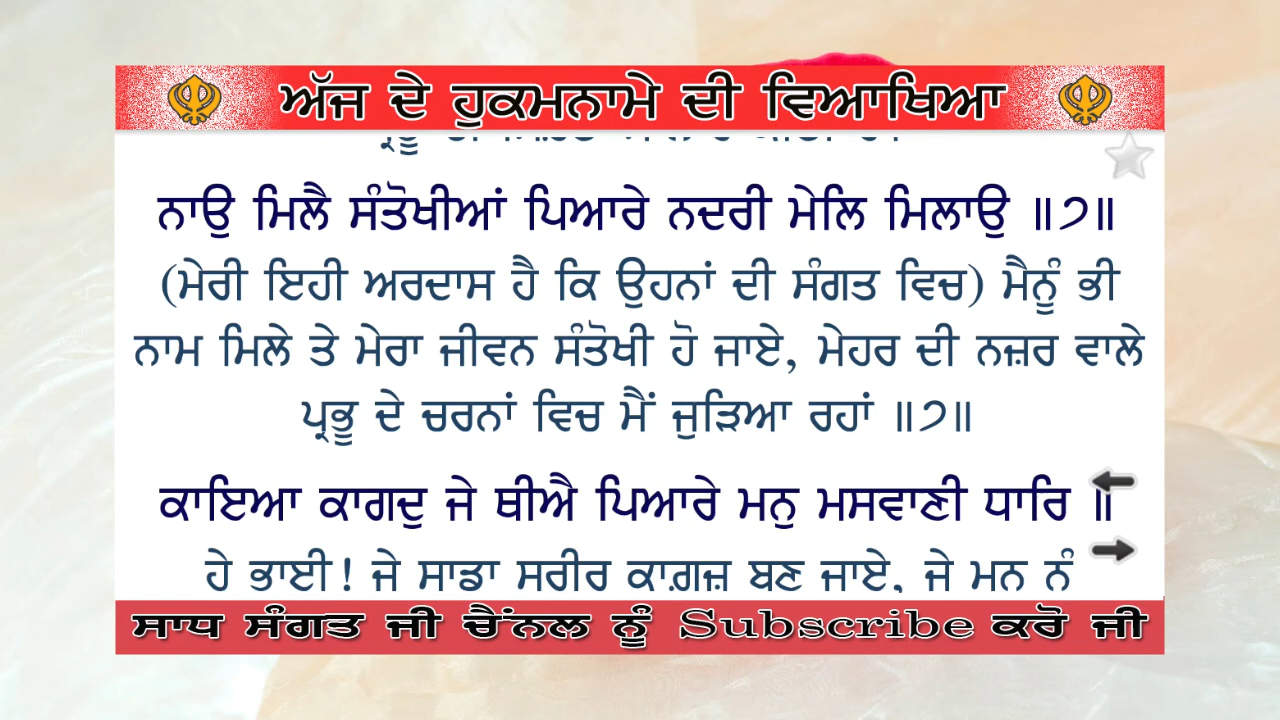 ਅੱਜ ਦੇ ਹੁਕਮਨਾਮੇ ਦੀ ਵਿਆਖਿਆ
ਨਾਉ ਮਿਲੈ ਸੰਤੋਖੀਆਂ ਪਿਆਰੇ ਨਦਰੀ ਮੇਲਿ ਮਿਲਾਉ ॥੭॥
(ਮੇਰੀ ਇਹੀ ਅਰਦਾਸ ਹੈ ਕਿ ਉਹਨਾਂ ਦੀ ਸੰਗਤ ਵਿਚ) ਮੈਨੂੰ ਭੀ
ਨਾਮ ਮਿਲੇ ਤੇ ਮੇਰਾ ਜੀਵਨ ਸੰਤੋਖੀ ਹੋ ਜਾਏ, ਮੇਹਰ ਦੀ ਨਜ਼ਰ ਵਾਲੇ
ਪ੍ਰਭੂ ਦੇ ਚਰਨਾਂ ਵਿਚ ਮੈਂ ਜੁੜਿਆ ਰਹਾਂ ॥੭॥
ਕਾਇਆ ਕਾਗਦੁ ਜੇ ਥੀਐ ਪਿਆਰੇ ਮਨੁ ਮਸਵਾਣੀ ਧਾਰਿ ॥
ਹੇ ਭਾਈ! ਜੇ ਸਾਡਾ ਸਰੀਰ ਕਾਗ਼ਜ਼ ਬਣ ਜਾਏ, ਜੇ ਮਨ ਨੰ
ਸਾਧ ਸੰਗਤ ਜੀ ਚੈਂਨਲ ਨੂੰ Subscribe ਕਰੋ ਜੀ